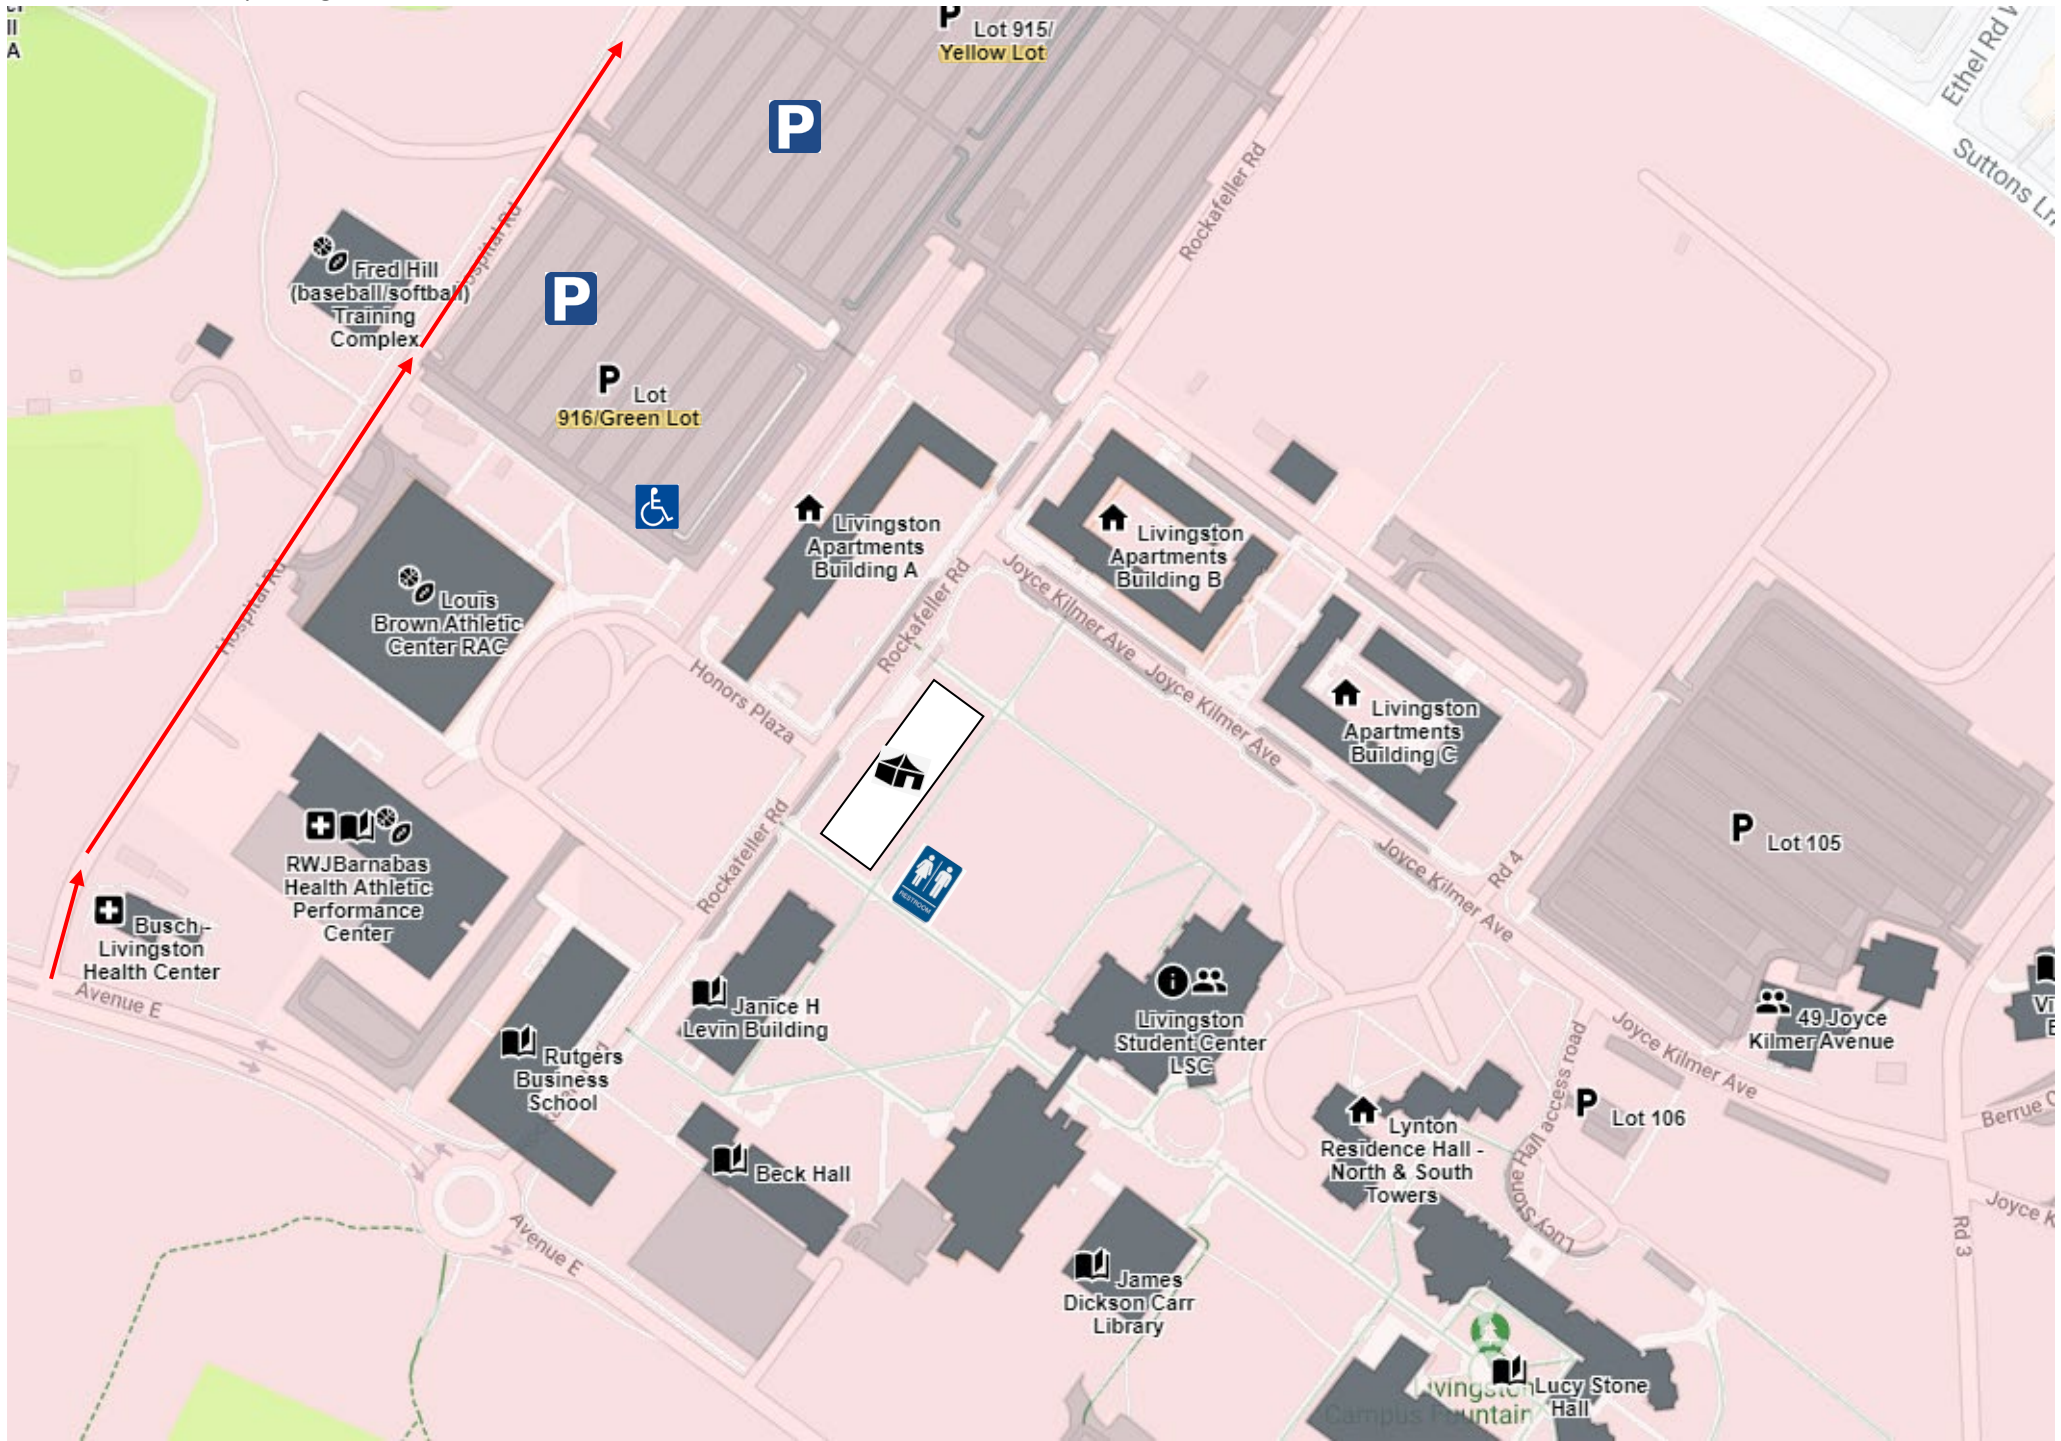 Lot 915/
Yellow Lot
P
Ethel Rd
Suttons Ln
Rockafeller Rd
Hospital Rd
Fred Hill
(baseball/softball)
Training
Complex
P
P Lot
916/Green Lot
Livingston
Apartments
Building A
Livingston
Apartments
Building B
Joyce Kilmer Ave
Joyce Kilmer Ave
Rockafeller Rd
Louis
Brown Athletic
Center RAC
Hospital Rd
Honors Plaza
Livingston
Apartments
Building C
P Lot 105
Joyce Kilmer Ave
Rd 4
Rockafeller Rd
RWJBarnabas
Health Athletic
Performance
Center
RESTROOM
Busch-
Livingston
Health Center
Avenue E
Janice H
Levin Building
Livingston
Student Center
LSC
Rutgers
Business
School
49 Joyce
Kilmer Avenue
Joyce Kilmer Ave
P Lot 106
Lucy Stone Hall access road
Lynton
Residence Hall -
North & South
Towers
Beck Hall
Avenue E
Rd 3
James
Dickson Carr
Library
Livingston
Campus Fountain
Lucy Stone
Hall